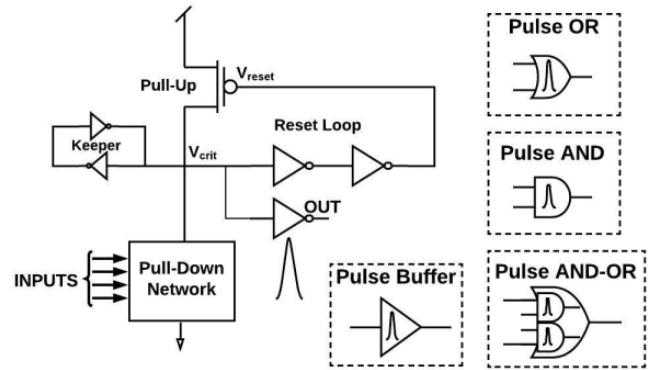 Pulse OR
Pull-Up
Vreset
Reset Loop
Keeper
Vcrit
Pulse AND
OUT
INPUTS
Pull-Down
Network
Pulse Buffer
Pulse AND-OR